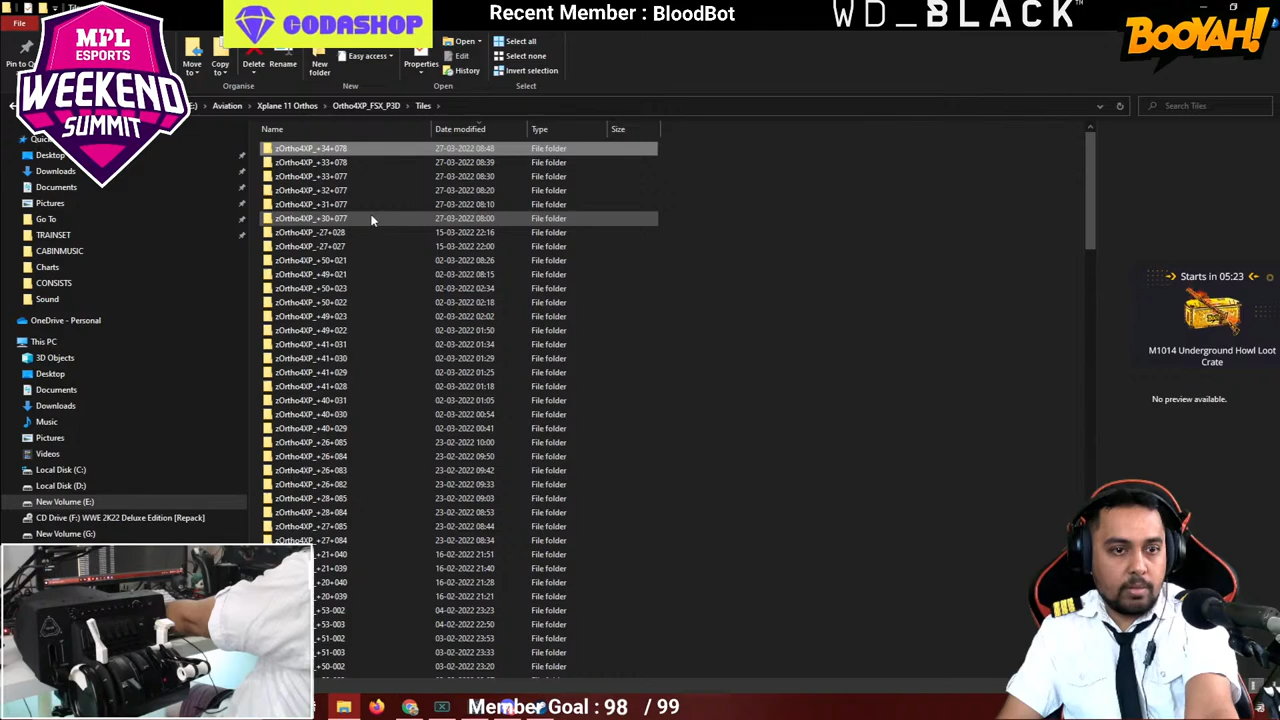 Recent Member : BloodBot
WD_BLACK™
CODASHOP
BOOYAH!
MPL
ESPORTS
WEEKEND
SUMMIT
File
Pin to Q
Move to
Copy to
Delete
Rename
New folder
Easy access
Properties
Open
Edit
History
Select all
Select none
Invert selection
Organise
New
Open
Select
Aviation
Xplane 11 Orthos
Ortho4XP_FSX_P3D
Tiles
Search Tiles
Name
Date modified
Type
Size
zOrtho4XP_+34+078 27-03-2022 08:48 File folder
zOrtho4XP_+33+078 27-03-2022 08:39 File folder
zOrtho4XP_+33+077 27-03-2022 08:30 File folder
zOrtho4XP_+32+077 27-03-2022 08:20 File folder
zOrtho4XP_+31+077 27-03-2022 08:10 File folder
zOrtho4XP_+30+077 27-03-2022 08:00 File folder
zOrtho4XP_-27+028 15-03-2022 22:16 File folder
zOrtho4XP_-27+027 15-03-2022 22:00 File folder
zOrtho4XP_+50+021 02-03-2022 08:26 File folder
zOrtho4XP_+49+021 02-03-2022 08:15 File folder
zOrtho4XP_+50+023 02-03-2022 02:34 File folder
zOrtho4XP_+50+022 02-03-2022 02:18 File folder
zOrtho4XP_+49+023 02-03-2022 02:02 File folder
zOrtho4XP_+49+022 02-03-2022 01:50 File folder
zOrtho4XP_+41+031 02-03-2022 01:34 File folder
zOrtho4XP_+41+030 02-03-2022 01:29 File folder
zOrtho4XP_+41+029 02-03-2022 01:25 File folder
zOrtho4XP_+41+028 02-03-2022 01:18 File folder
zOrtho4XP_+40+031 02-03-2022 01:05 File folder
zOrtho4XP_+40+030 02-03-2022 00:54 File folder
zOrtho4XP_+40+029 02-03-2022 00:41 File folder
zOrtho4XP_+26+085 23-02-2022 10:00 File folder
zOrtho4XP_+26+084 23-02-2022 09:50 File folder
zOrtho4XP_+26+083 23-02-2022 09:42 File folder
zOrtho4XP_+26+082 23-02-2022 09:33 File folder
zOrtho4XP_+28+085 23-02-2022 09:03 File folder
zOrtho4XP_+28+084 23-02-2022 08:53 File folder
zOrtho4XP_+27+085 23-02-2022 08:44 File folder
zOrtho4XP_+27+084 23-02-2022 08:34 File folder
+21+040 16-02-2022 21:51 File folder
+21+039 16-02-2022 21:40 File folder
+20+040 16-02-2022 21:28 File folder
+20+039 16-02-2022 21:21 File folder
+53-002 04-02-2022 23:23 File folder
+53-003 04-02-2022 22:50 File folder
+51-002 03-02-2022 23:53 File folder
+51-003 03-02-2022 23:33 File folder
+50-002 03-02-2022 23:20 File folder
Quick
Desktop
Downloads
Documents
Pictures
Go To
TRAINSET
CABINMUSIC
Charts
CONSISTS
Sound
OneDrive - Personal
This PC
3D Objects
Desktop
Documents
Downloads
Music
Pictures
Videos
Local Disk (C:)
Local Disk (D:)
New Volume (E:)
CD Drive (F:) WWE 2K22 Deluxe Edition [Repack]
New Volume (G:)
Starts in 05:23
M1014 Underground Howl Loot
Crate
No preview available.
Member Goal : 98 / 99